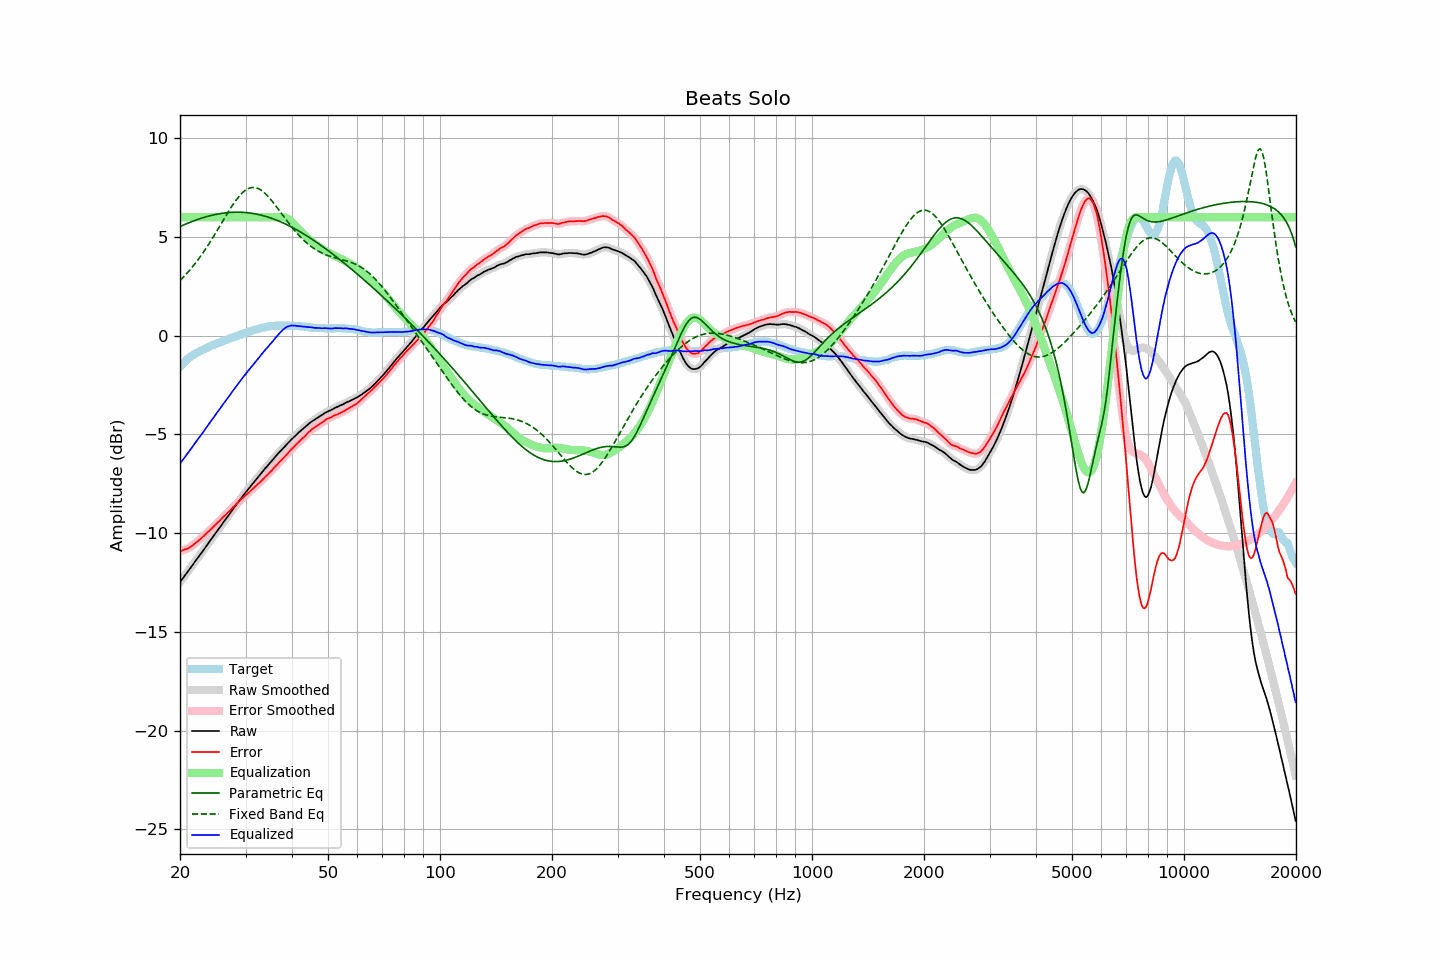 Beats Solo
Amplitude (dBr)
10
5
0
−5
−10
−15
−20
−25
Target
Raw Smoothed
Error Smoothed
Raw
Error
Equalization
Parametric Eq
Fixed Band Eq
Equalized
20 50 100 200 500 1000 2000 5000 10000 20000
Frequency (Hz)